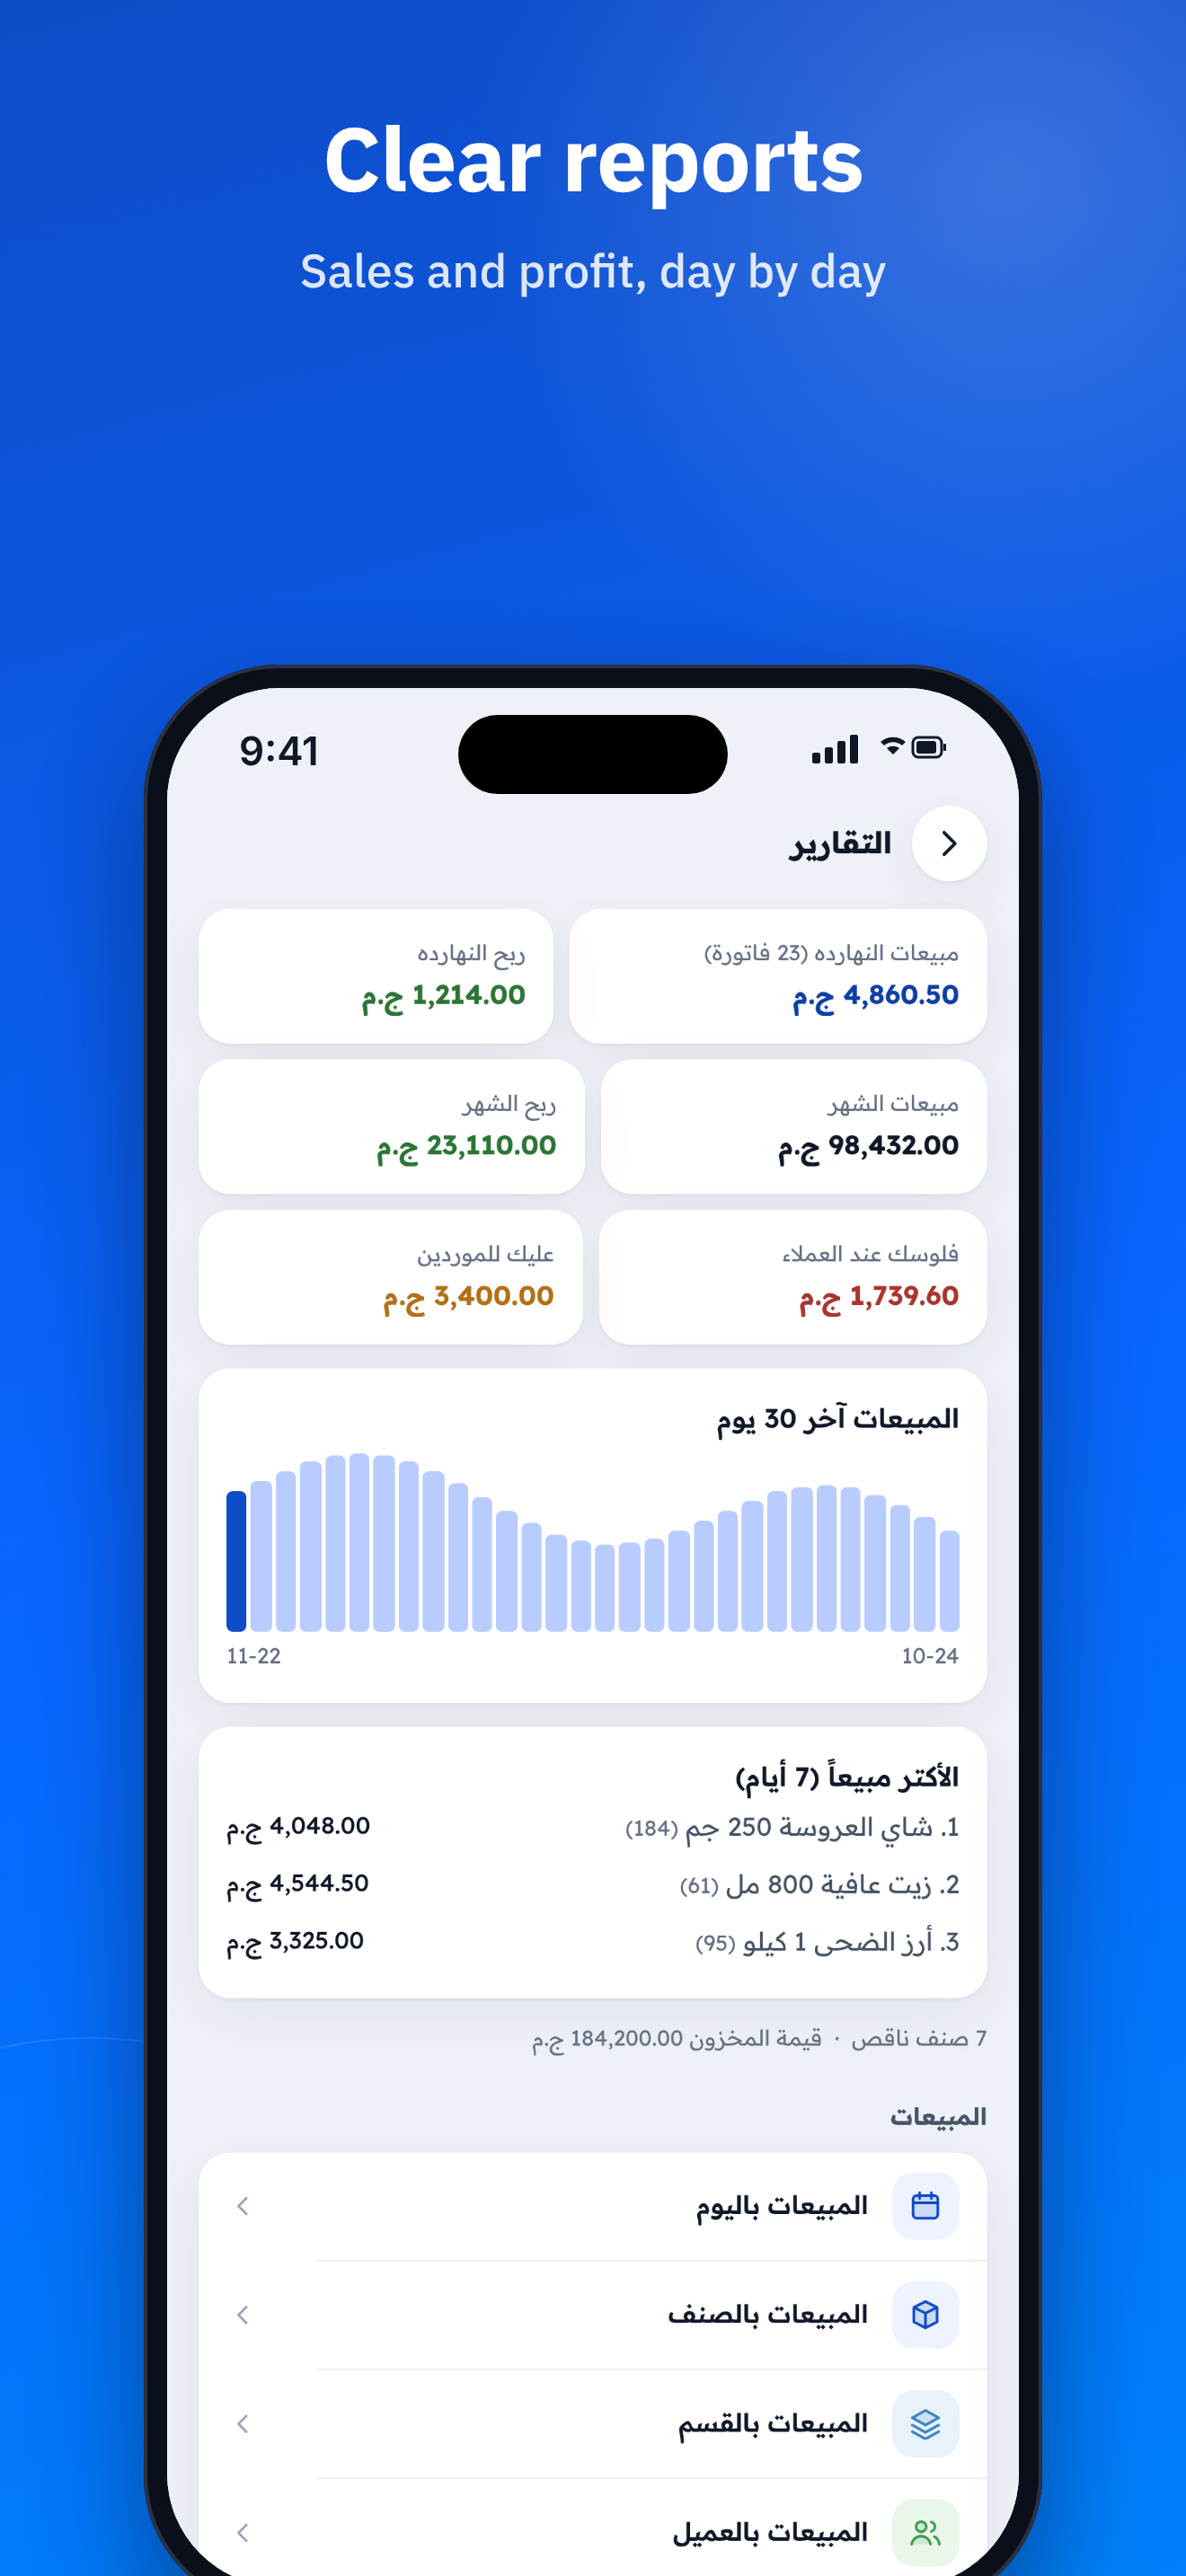 Clear reports
Sales and profit, day by day
9:41
التقارير
مبيعات النهارده (23 فاتورة)
4,860.50 ج.م
ربح النهارده
1,214.00 ج.م
مبيعات الشهر
98,432.00 ج.م
ربح الشهر
23,110.00 ج.م
فلوسك عند العملاء
1,739.60 ج.م
عليك للموردين
3,400.00 ج.م
المبيعات آخر 30 يوم
10-24
11-22
الأكتر مبيعاً (7 أيام)
1. شاي العروسة 250 جم (184) 4,048.00 ج.م
2. زيت عافية 800 مل (61) 4,544.50 ج.م
3. أرز الضحى 1 كيلو (95) 3,325.00 ج.م
7 صنف ناقص · قيمة المخزون 184,200.00 ج.م
المبيعات
المبيعات باليوم
المبيعات بالصنف
المبيعات بالقسم
المبيعات بالعميل